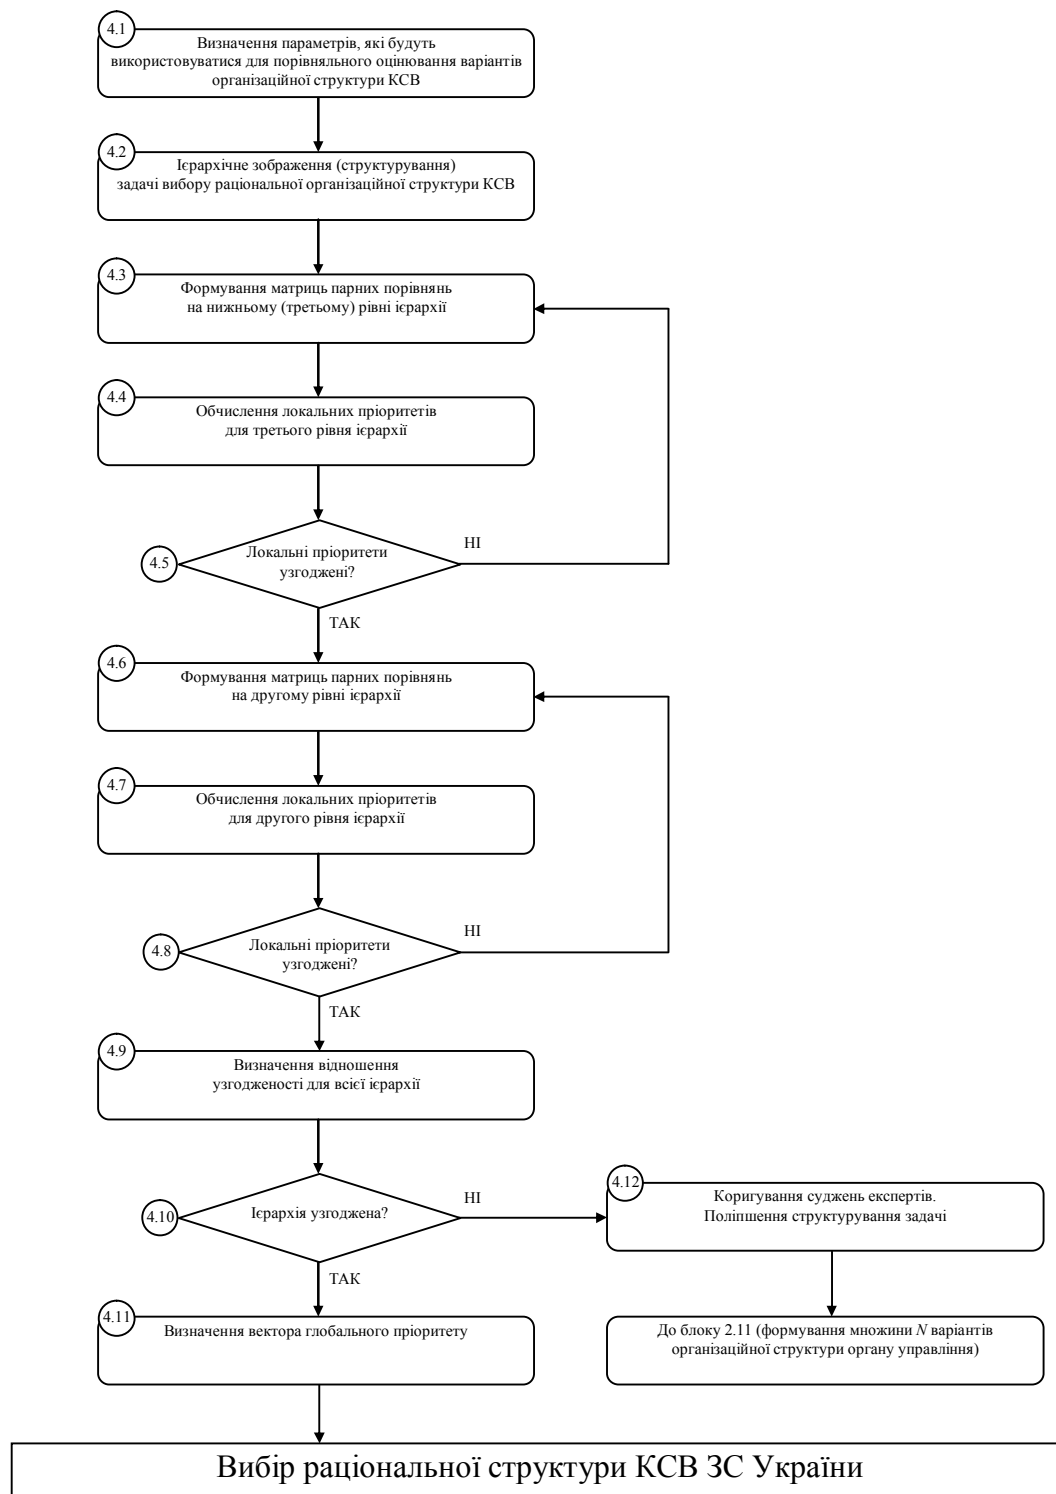 4.1
Визначення параметрів, які будуть
використовуватися для порівняльного оцінювання варіантів
організаційної структури КСВ
4.2
Ієрархічне зображення (структурування)
задачі вибору раціональної організаційної структури КСВ
4.3
Формування матриць парних порівнянь
на нижньому (третьому) рівні ієрархії
4.4
Обчислення локальних пріоритетів
для третього рівня ієрархії
4.5
Локальні пріоритети
узгоджені?
НІ
ТАК
4.6
Формування матриць парних порівнянь
на другому рівні ієрархії
4.7
Обчислення локальних пріоритетів
для другого рівня ієрархії
4.8
Локальні пріоритети
узгоджені?
НІ
ТАК
4.9
Визначення відношення
узгодженості для всієї ієрархії
4.10
Ієрархія узгоджена?
НІ
ТАК
4.12
Коригування суджень експертів.
Поліпшення структурування задачі
4.11
Визначення вектора глобального пріоритету
До блоку 2.11 (формування множини N варіантів
організаційної структури органу управління)
Вибір раціональної структури КСВ ЗС України